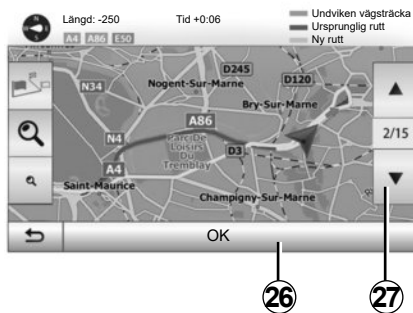 Längd: -250 Tid +0:06
Undviken vägsträcka
Ursprunglig rutt
Ny rutt
A4 A86 E50
D245
N34
Nogent-Sur-Marne
D120
Bry-Sur-Marne
A86
2/15
N4
Parc De
Loisirs
Du
Tremblay
D3
A4
Saint-Maurice
Champigny-Sur-Marne
OK
26
27